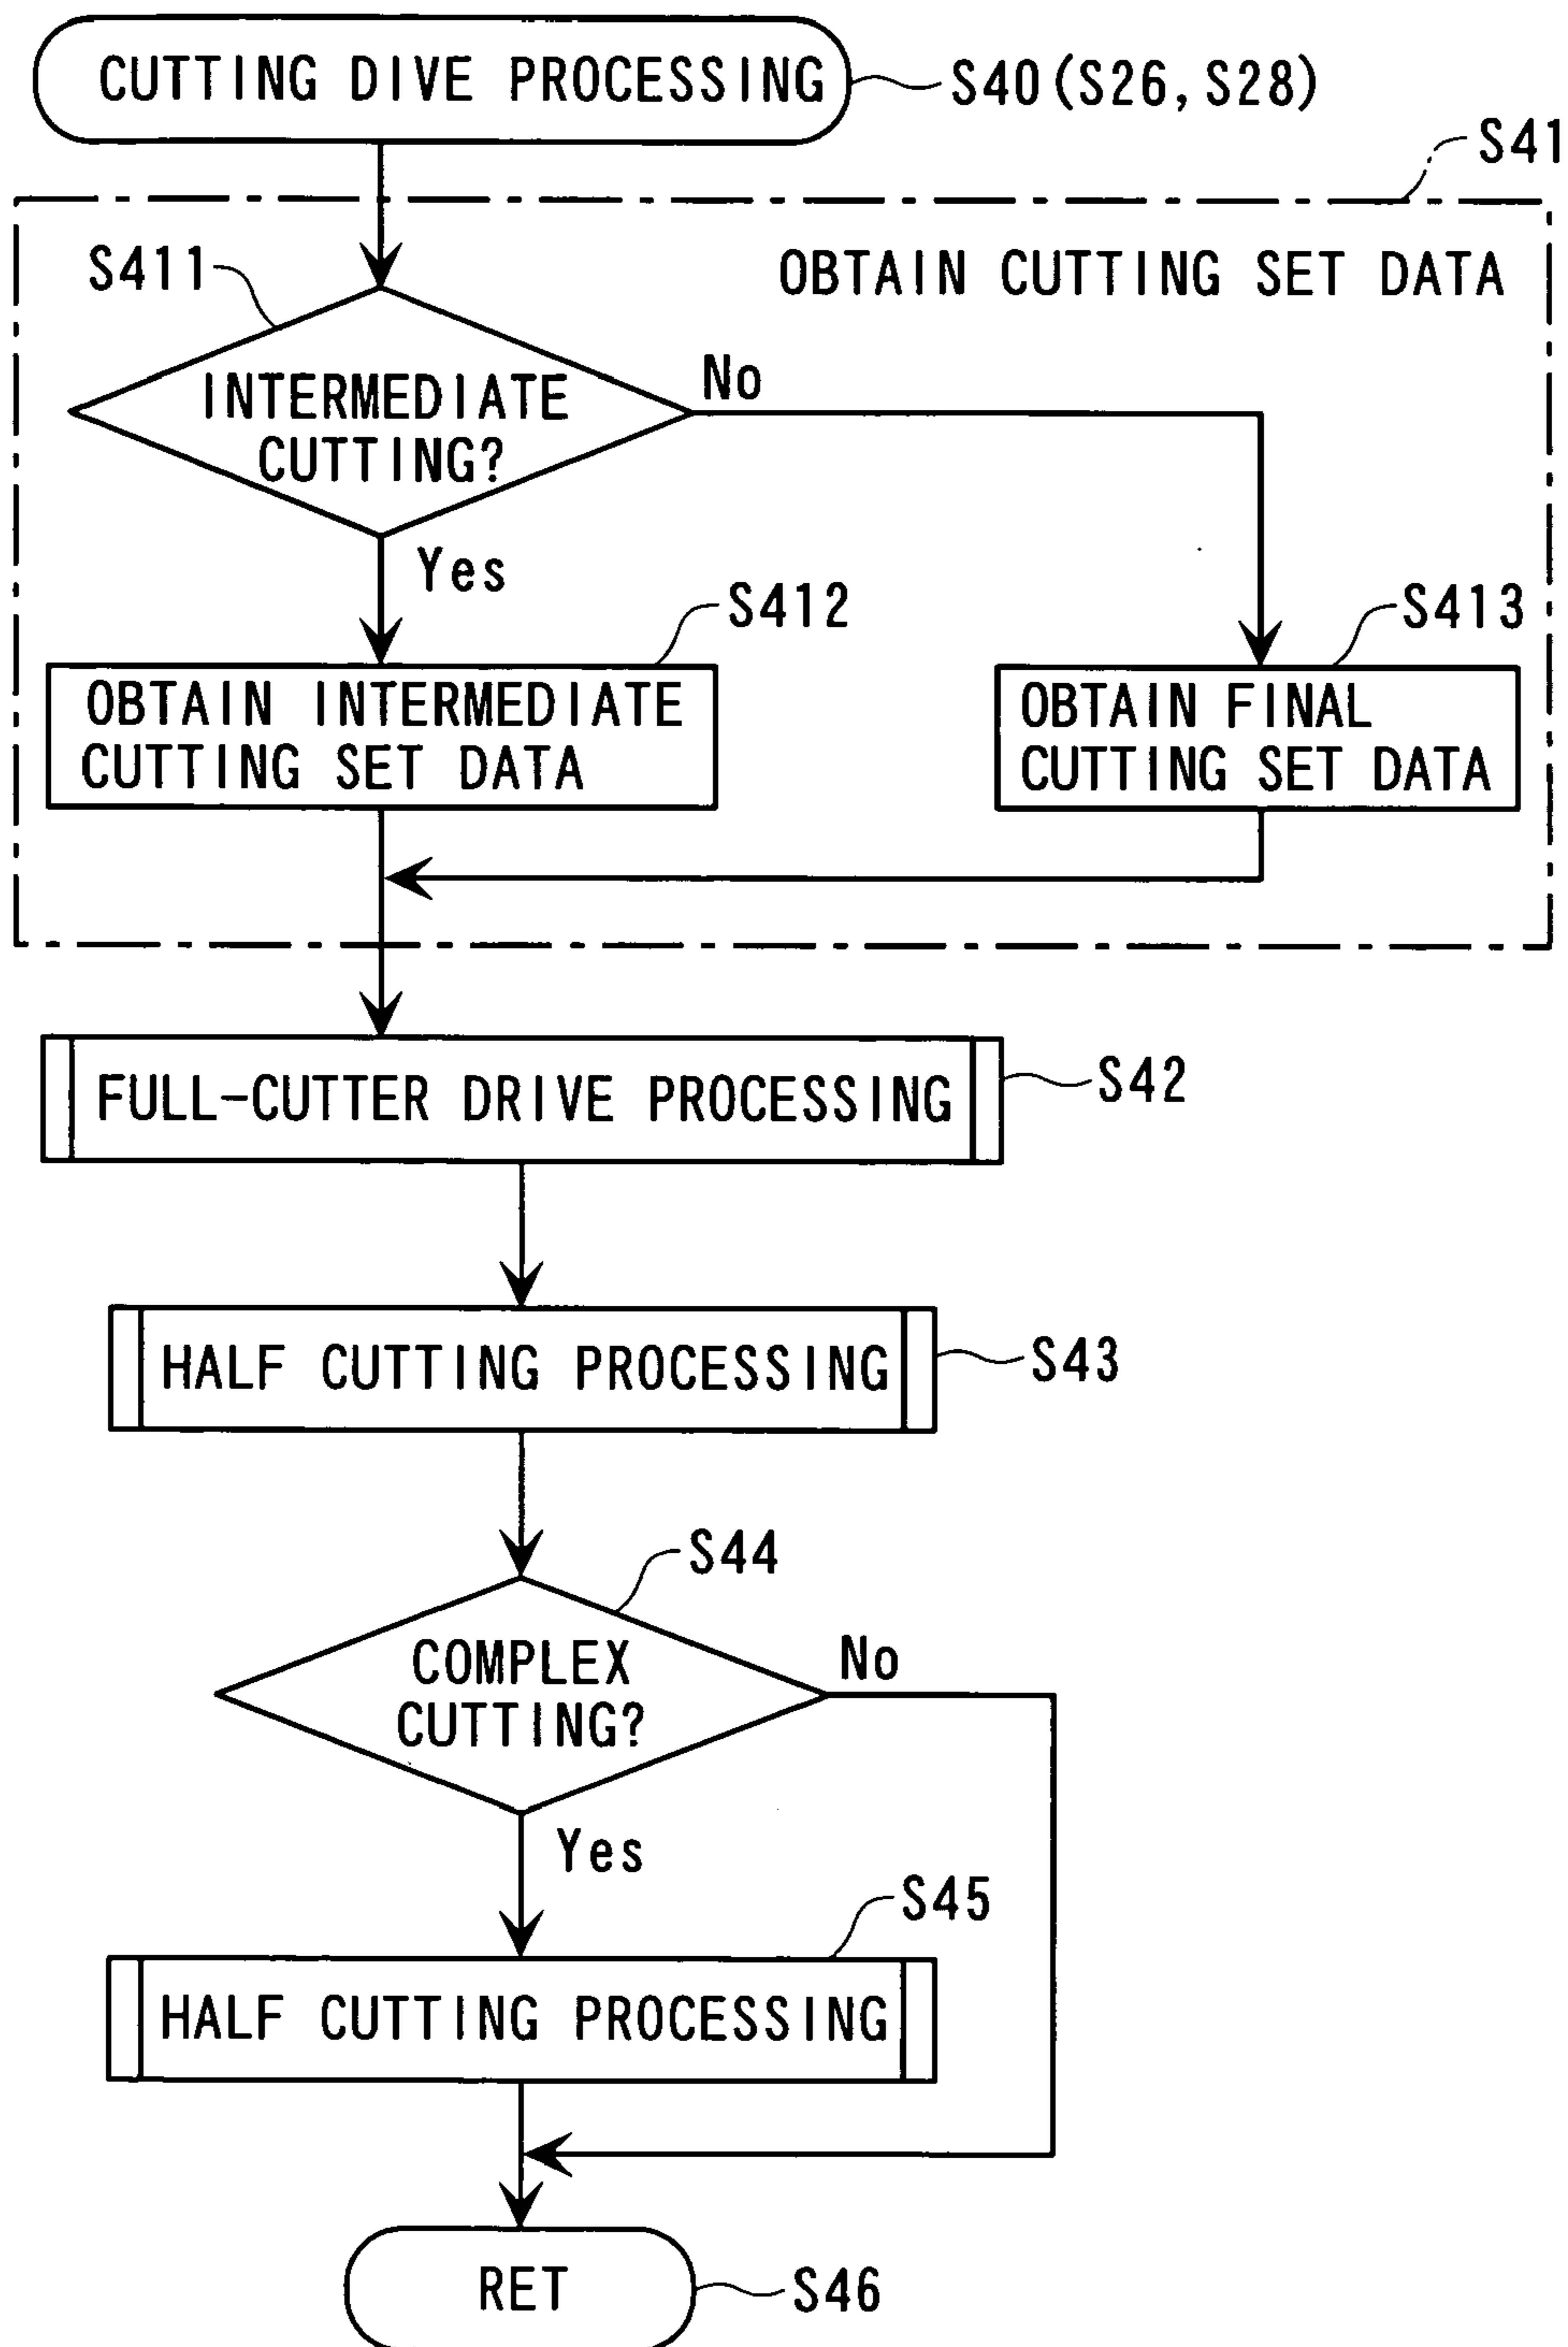 CUTTING DIVE PROCESSING
S40(S26, S28)
S41
OBTAIN CUTTING SET DATA
S411
INTERMEDIATE
CUTTING?
No
Yes
S412
OBTAIN INTERMEDIATE
CUTTING SET DATA
S413
OBTAIN FINAL
CUTTING SET DATA
FULL-CUTTER DRIVE PROCESSING
S42
HALF CUTTING PROCESSING
S43
S44
COMPLEX
CUTTING?
No
Yes
S45
HALF CUTTING PROCESSING
RET
S46